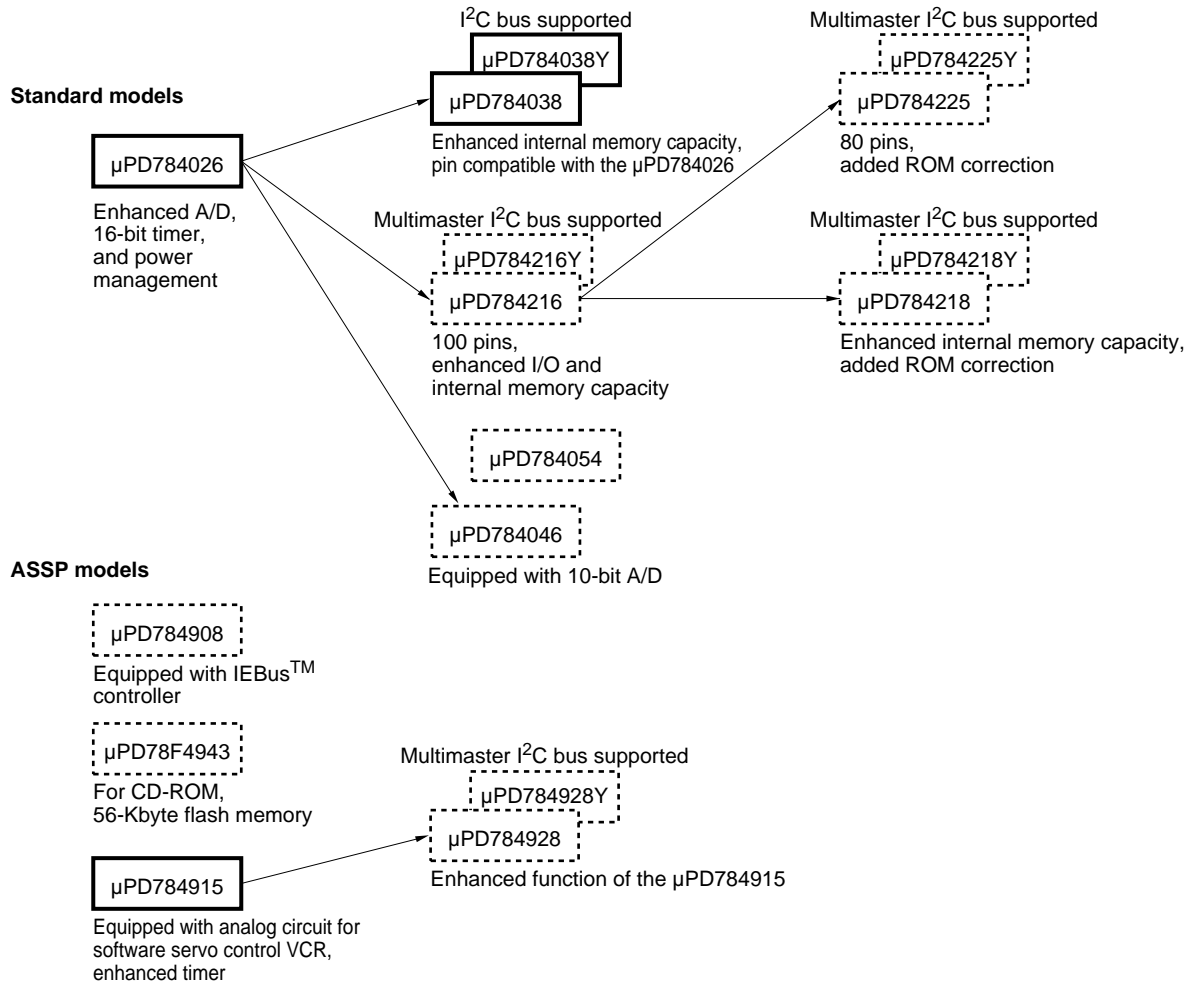 Standard models
µPD784026
Enhanced A/D,
16-bit timer,
and power
management
I²C bus supported
µPD784038Y
µPD784038
Enhanced internal memory capacity,
pin compatible with the µPD784026
Multimaster I²C bus supported
µPD784225Y
µPD784225
80 pins,
added ROM correction
Multimaster I²C bus supported
µPD784216Y
µPD784216
100 pins,
enhanced I/O and
internal memory capacity
Multimaster I²C bus supported
µPD784218Y
µPD784218
Enhanced internal memory capacity,
added ROM correction
µPD784054
µPD784046
Equipped with 10-bit A/D
ASSP models
µPD784908
Equipped with IEBus™
controller
µPD78F4943
For CD-ROM,
56-Kbyte flash memory
µPD784915
Equipped with analog circuit for
software servo control VCR,
enhanced timer
Multimaster I²C bus supported
µPD784928Y
µPD784928
Enhanced function of the µPD784915